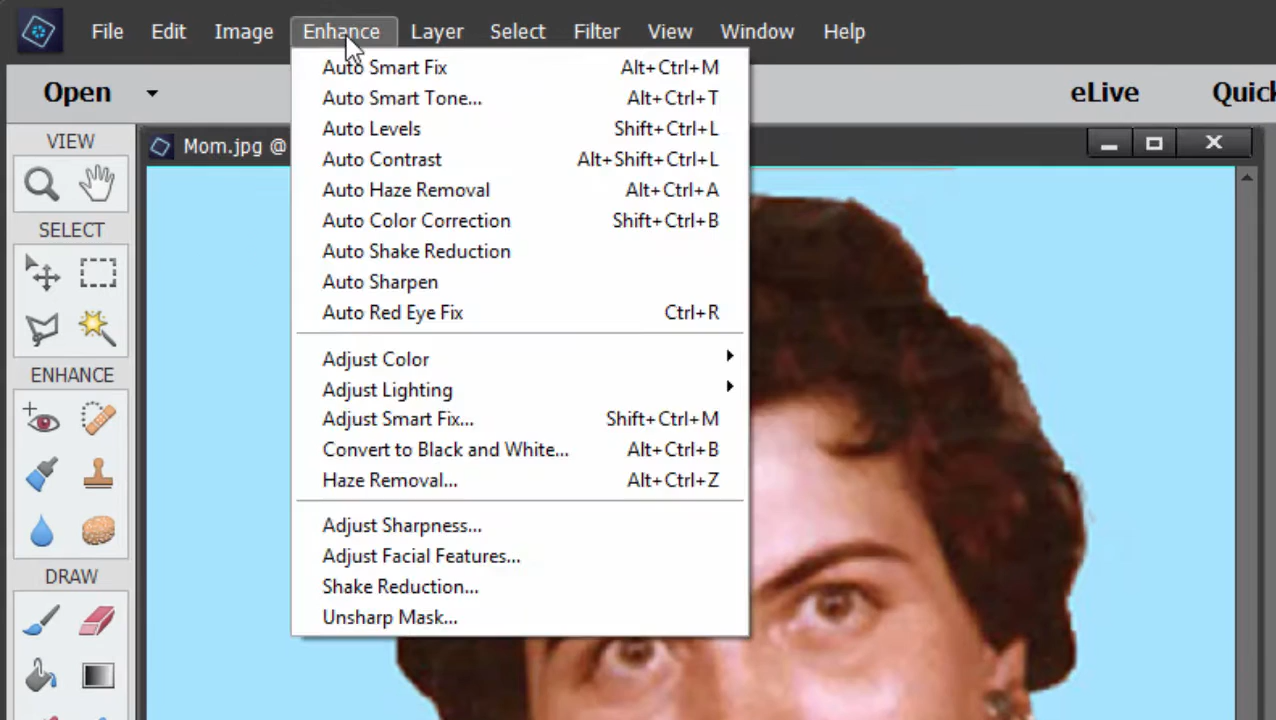 File Edit Image Enhance Layer Select Filter View Window Help
Open eLive
VIEW
Mom.jpg @
SELECT
ENHANCE
DRAW
Auto Smart Fix Alt+Ctrl+M
Auto Smart Tone... Alt+Ctrl+T
Auto Levels Shift+Ctrl+L
Auto Contrast Alt+Shift+Ctrl+L
Auto Haze Removal Alt+Ctrl+A
Auto Color Correction Shift+Ctrl+B
Auto Shake Reduction
Auto Sharpen
Auto Red Eye Fix Ctrl+R
Adjust Color
Adjust Lighting
Adjust Smart Fix... Shift+Ctrl+M
Convert to Black and White... Alt+Ctrl+B
Haze Removal... Alt+Ctrl+Z
Adjust Sharpness...
Adjust Facial Features...
Shake Reduction...
Unsharp Mask...